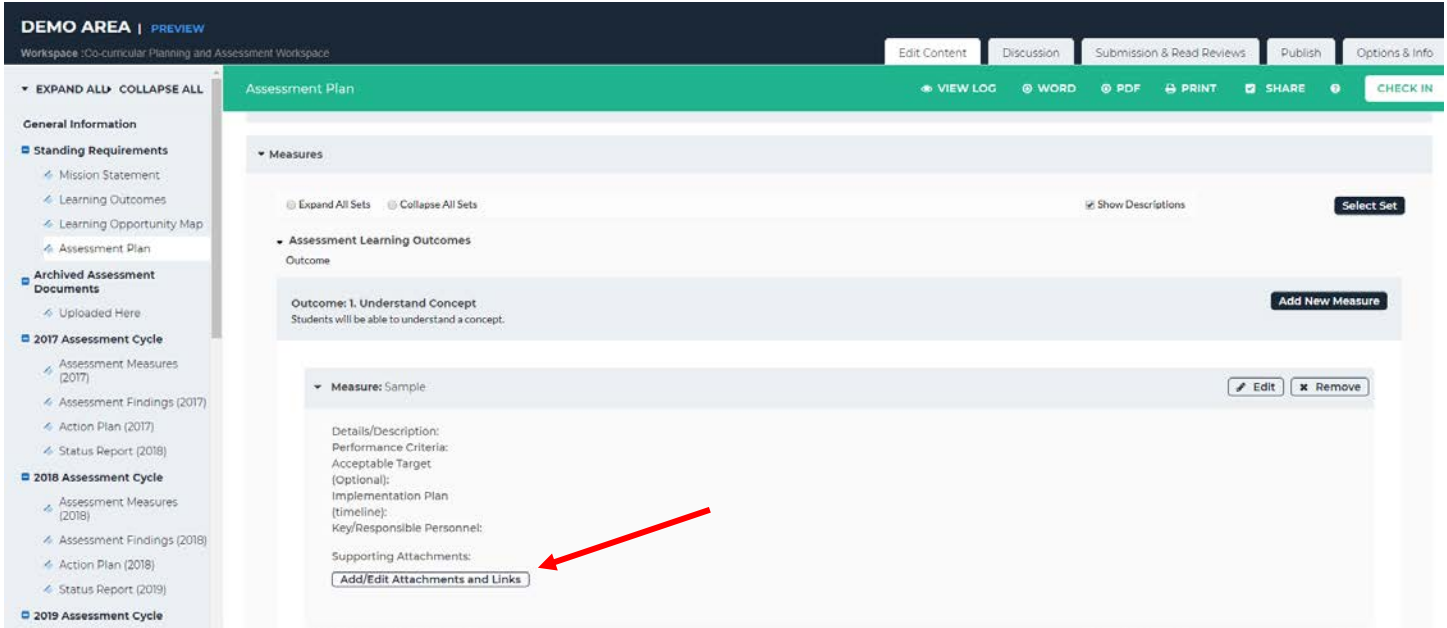 DEMO AREA | PREVIEW
Workspace :Co-curricular Planning and Assessment Workspace
Edit Content
Discussion
Submission & Read Reviews
Publish
Options & Info
EXPAND ALL COLLAPSE ALL
Assessment Plan
VIEW LOG
WORD
PDF
PRINT
SHARE
CHECK IN
General Information
Standing Requirements
Mission Statement
Learning Outcomes
Learning Opportunity Map
Assessment Plan
Archived Assessment
Documents
Uploaded Here
2017 Assessment Cycle
Assessment Measures
(2017)
Assessment Findings (2017)
Action Plan (2017)
Status Report (2018)
2018 Assessment Cycle
Assessment Measures
(2018)
Assessment Findings (2018)
Action Plan (2018)
Status Report (2019)
2019 Assessment Cycle
Measures
Expand All Sets
Collapse All Sets
Show Descriptions
Select Set
Assessment Learning Outcomes
Outcome
Outcome: 1. Understand Concept
Students will be able to understand a concept.
Add New Measure
Measure: Sample
Edit
Remove
Details/Description:
Performance Criteria:
Acceptable Target
(Optional):
Implementation Plan
(timeline):
Key/Responsible Personnel:
Supporting Attachments:
Add/Edit Attachments and Links